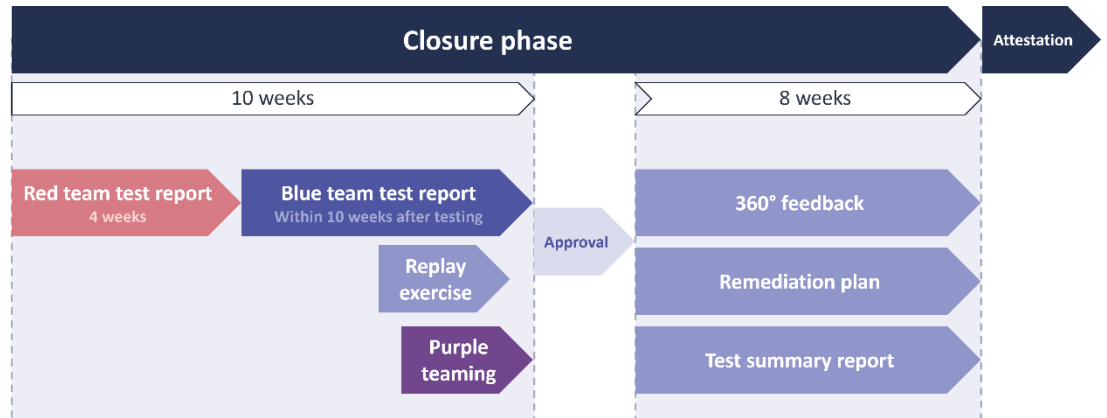 Closure phase
Attestation
10 weeks
8 weeks
Red team test report
4 weeks
Blue team test report
Within 10 weeks after testing
360° feedback
Approval
Replay
exercise
Remediation plan
Purple
teaming
Test summary report